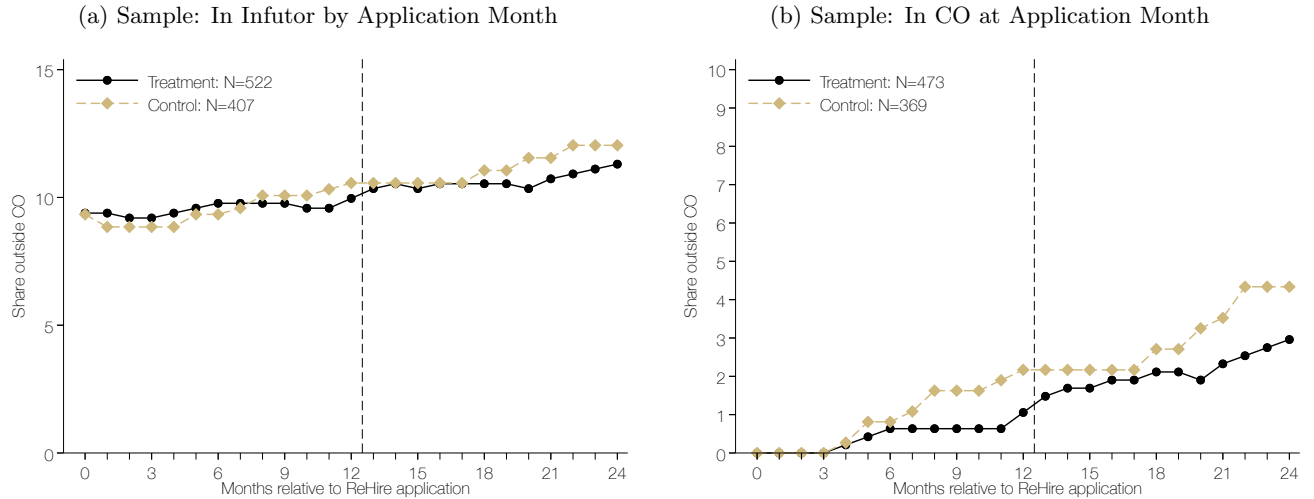 (a) Sample: In Infutor by Application Month
15
10
5
0
Share outside CO
Treatment: N=522
Control: N=407
0 3 6 9 12 15 18 21 24
Months relative to ReHire application
(b) Sample: In CO at Application Month
10
9
8
7
6
5
4
3
2
1
0
Share outside CO
Treatment: N=473
Control: N=369
0 3 6 9 12 15 18 21 24
Months relative to ReHire application